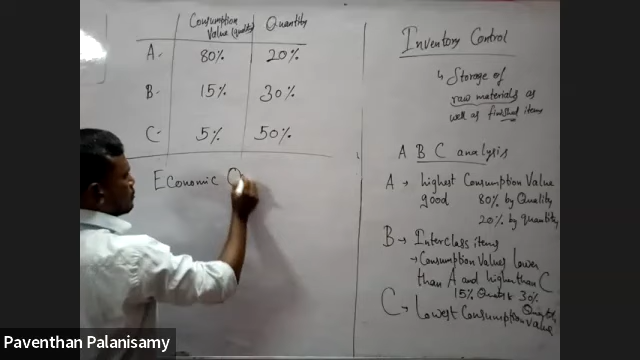 Consumption Quantity
Value (quality)
A- 80% 20%
B- 15% 30%
C- 5% 50%
Economic O
Inventory Control
↳ Storage of
raw materials as
well as finished items
A B C analysis
A → highest Consumption Value
good 80% by Quality
20% by quantity
B → Interclass items
→ Consumption Values lower
than A and higher than C
15% 30%
C → Lowest Consumption Value
Paventhan Palanisamy